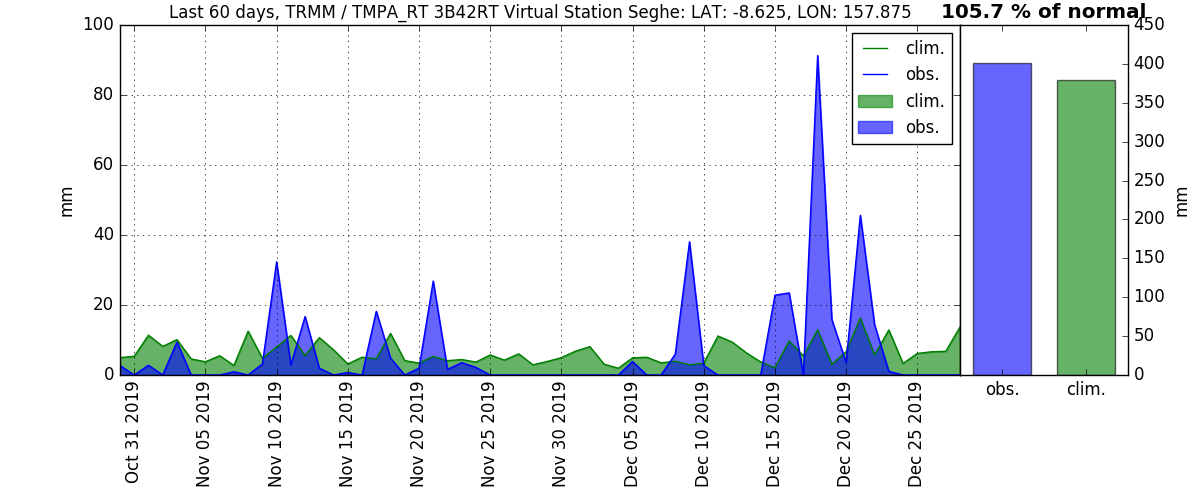 Last 60 days, TRMM / TMPA_RT 3B42RT Virtual Station Seghe: LAT: -8.625, LON: 157.875
105.7 % of normal
mm
100
80
60
40
20
0
clim.
obs.
clim.
obs.
Oct 31 2019
Nov 05 2019
Nov 10 2019
Nov 15 2019
Nov 20 2019
Nov 25 2019
Nov 30 2019
Dec 05 2019
Dec 10 2019
Dec 15 2019
Dec 20 2019
Dec 25 2019
450
400
350
300
250
200
150
100
50
0
mm
obs.
clim.